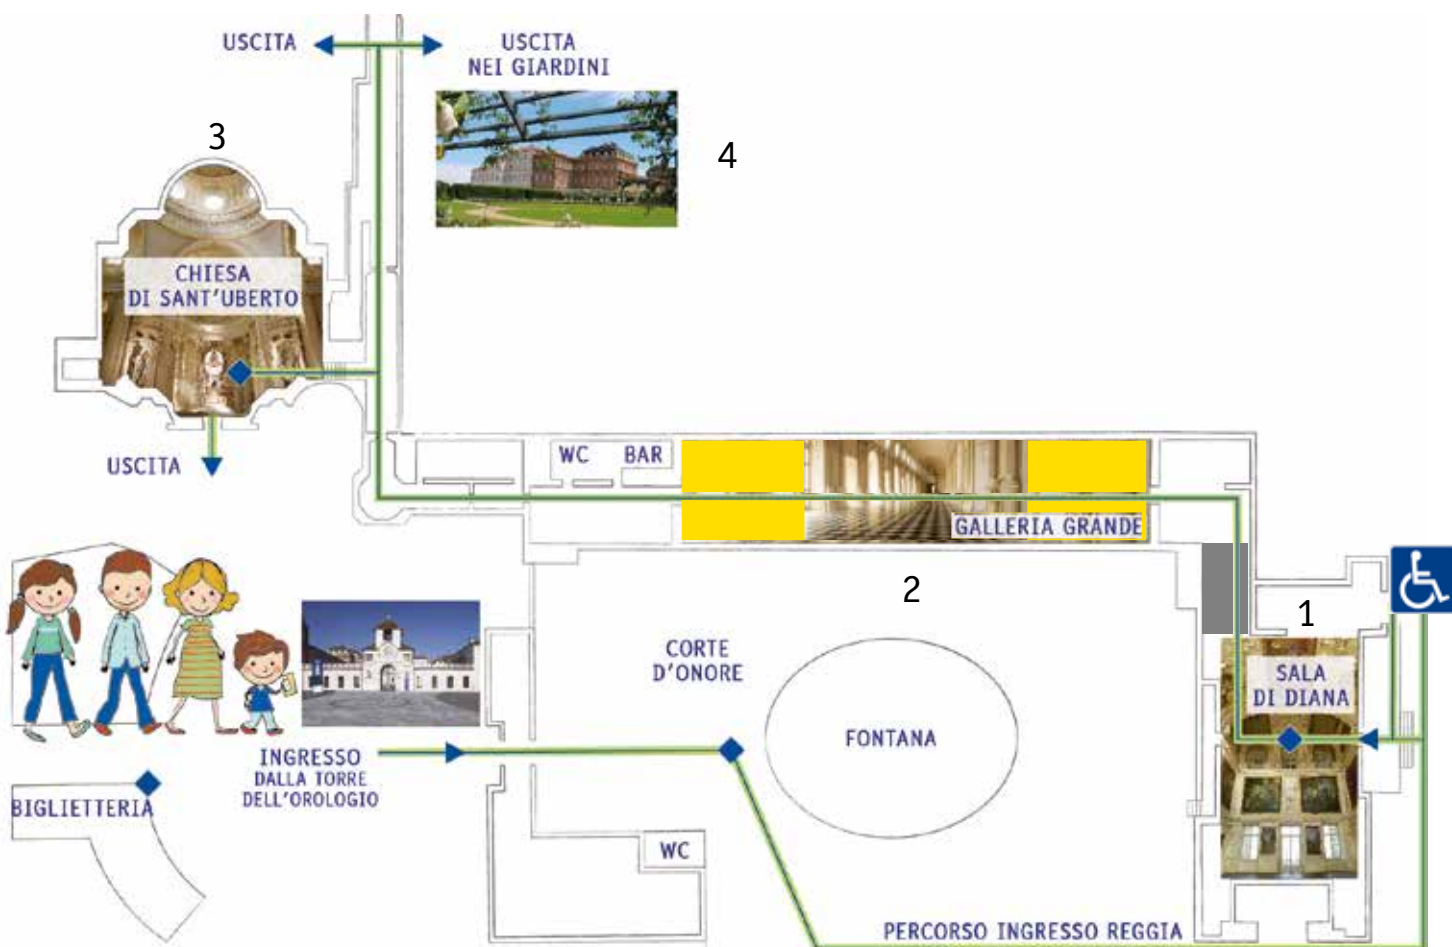 USCITA
USCITA
NEI GIARDINI
3
4
CHIESA
DI SANT'UBERTO
USCITA
WC
BAR
GALLERIA GRANDE
2
1
CORTE
D'ONORE
SALA
DI DIANA
FONTANA
INGRESSO
DALLA TORRE
DELL'OROLOGIO
BIGLIETTERIA
WC
PERCORSO INGRESSO REGGIA